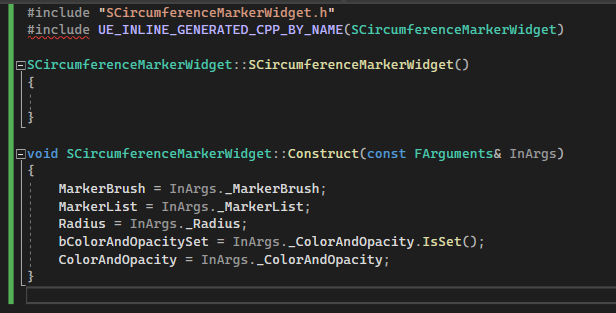 #include "SCircumferenceMarkerWidget.h"
#include UE_INLINE_GENERATED_CPP_BY_NAME(SCircumferenceMarkerWidget)
SCircumferenceMarkerWidget::SCircumferenceMarkerWidget()
{
}
void SCircumferenceMarkerWidget::Construct(const FArguments& InArgs)
{
MarkerBrush = InArgs._MarkerBrush;
MarkerList = InArgs._MarkerList;
Radius = InArgs._Radius;
bColorAndOpacitySet = InArgs._ColorAndOpacity.IsSet();
ColorAndOpacity = InArgs._ColorAndOpacity;
}